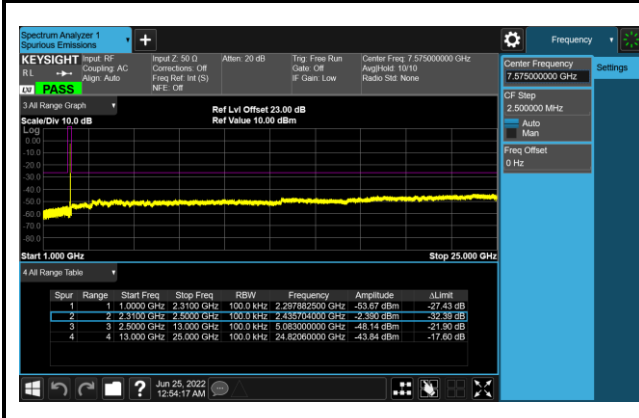 Spectrum Analyzer 1
Spurious Emissions
Frequency
KEYSIGHT
RL
Input: RF
Coupling: AC
Align: Auto
Input Z: 50 Ω
Corrections: Off
Freq Ref: Int (S)
NFE: Off
Atten: 20 dB
Trig: Free Run
Gate: Off
IF Gain: Low
Center Freq: 7.575000000 GHz
Avg|Hold: 10/10
Radio Std: None
LXI PASS
3 All Range Graph
Scale/Div 10.0 dB
Ref Lvl Offset 23.00 dB
Ref Value 10.00 dBm
Log
0.00
-10.0
-20.0
-30.0
-40.0
-50.0
-60.0
-70.0
-80.0
Start 1.000 GHz
Stop 25.000 GHz
4 All Range Table
Spur Range Start Freq Stop Freq RBW Frequency Amplitude ΔLimit
1 1 1.0000 GHz 2.3100 GHz 100.0 kHz 2.297882500 GHz -53.67 dBm -27.43 dB
2 2 2.3100 GHz 2.5000 GHz 100.0 kHz 2.435704000 GHz -2.390 dBm -32.39 dB
3 3 2.5000 GHz 13.000 GHz 100.0 kHz 5.083000000 GHz -48.14 dBm -21.90 dB
4 4 13.000 GHz 25.000 GHz 100.0 kHz 24.82060000 GHz -43.84 dBm -17.60 dB
Jun 25, 2022
12:54:17 AM
Center Frequency
7.575000000 GHz
CF Step
2.500000 MHz
Auto
Man
Freq Offset
0 Hz
Settings